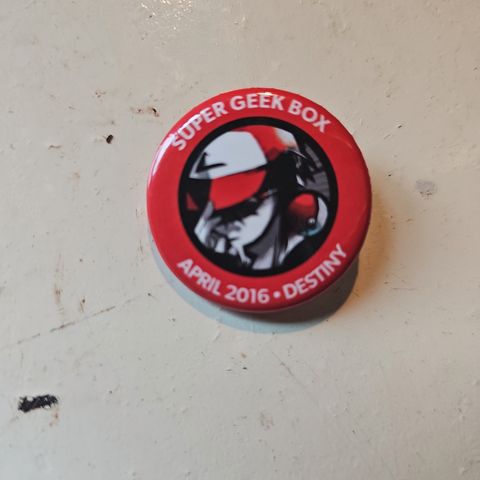 SUPER GEEK BOX
APRIL 2016 • DESTINY